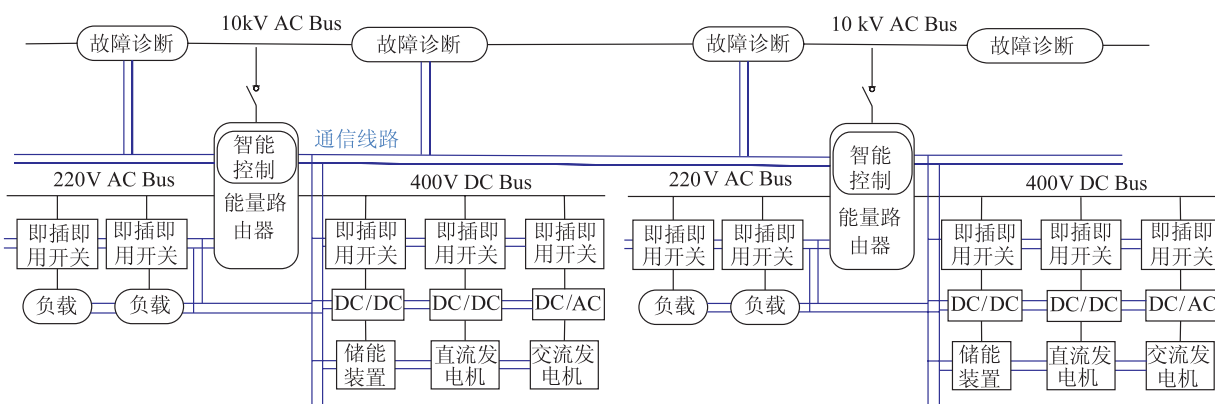 10kV AC Bus
10 kV AC Bus
故障诊断
故障诊断
故障诊断
故障诊断
通信线路
智能
控制
能量路
由器
智能
控制
能量路
由器
220V AC Bus
400V DC Bus
220V AC Bus
400V DC Bus
即插即
用开关
即插即
用开关
即插即
用开关
即插即
用开关
即插即
用开关
即插即
用开关
即插即
用开关
即插即
用开关
即插即
用开关
即插即
用开关
负载
负载
DC/DC
DC/DC
DC/AC
负载
负载
DC/DC
DC/DC
DC/AC
储能
装置
直流发
电机
交流发
电机
储能
装置
直流发
电机
交流发
电机